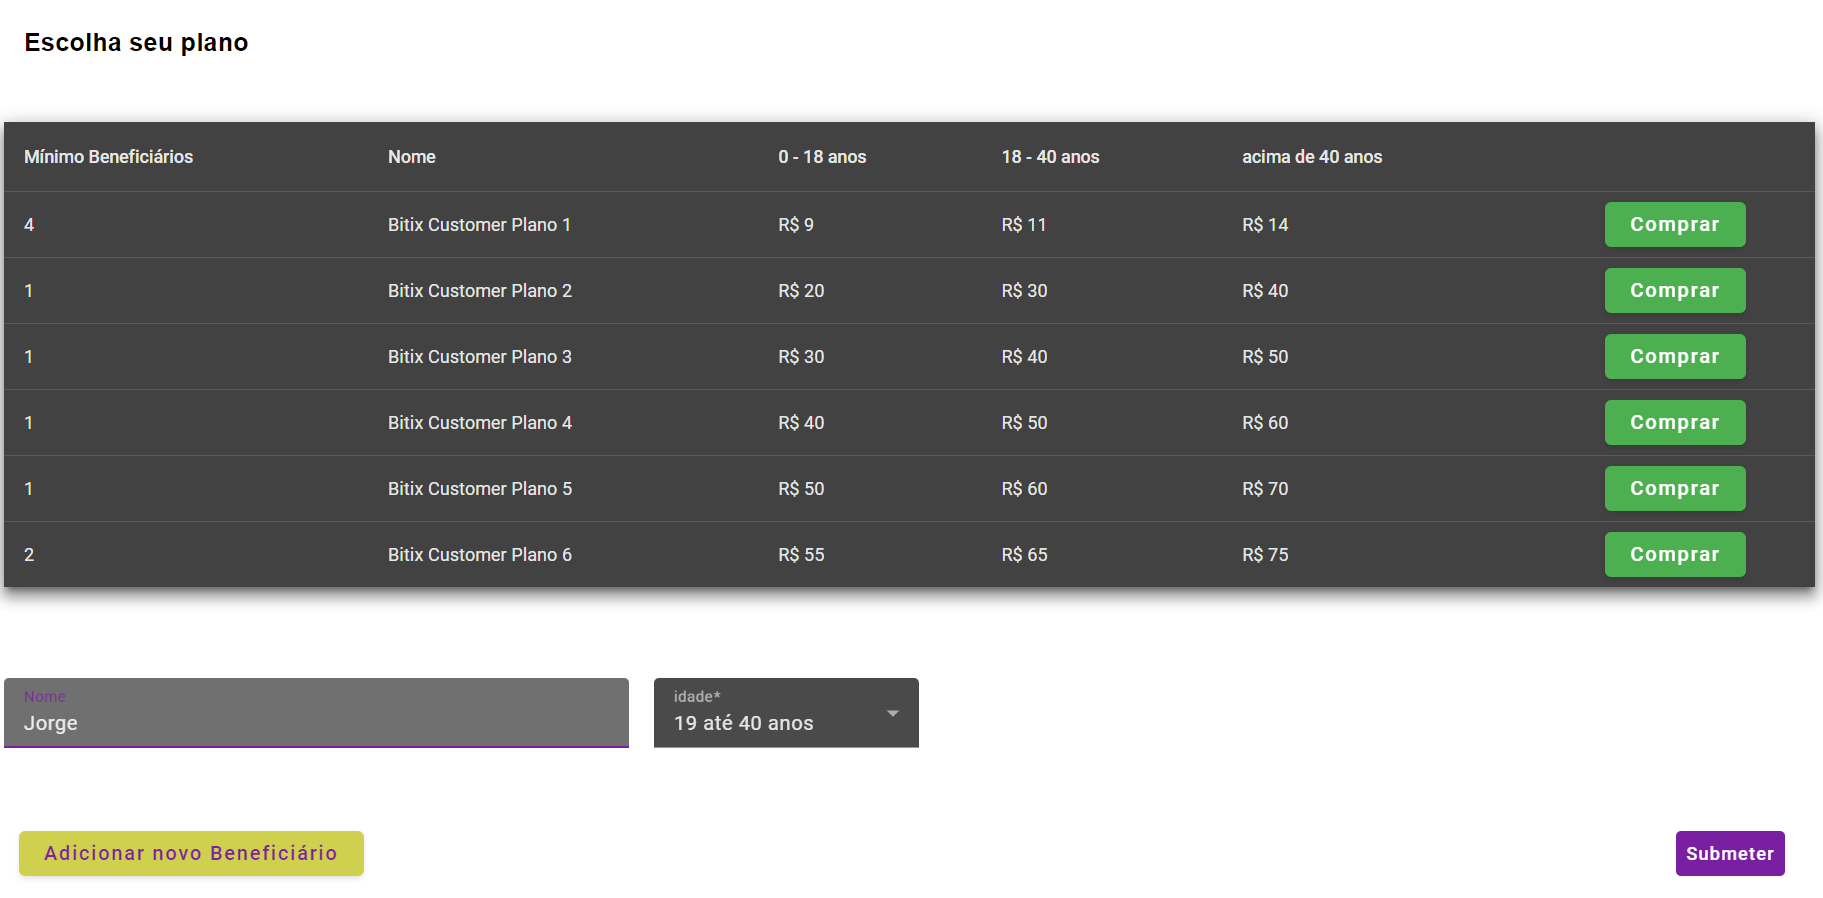 Escolha seu plano
Mínimo Beneficiários Nome 0 - 18 anos 18 - 40 anos acima de 40 anos
4 Bitix Customer Plano 1 R$ 9 R$ 11 R$ 14 Comprar
1 Bitix Customer Plano 2 R$ 20 R$ 30 R$ 40 Comprar
1 Bitix Customer Plano 3 R$ 30 R$ 40 R$ 50 Comprar
1 Bitix Customer Plano 4 R$ 40 R$ 50 R$ 60 Comprar
1 Bitix Customer Plano 5 R$ 50 R$ 60 R$ 70 Comprar
2 Bitix Customer Plano 6 R$ 55 R$ 65 R$ 75 Comprar
Nome idade*
Jorge 19 até 40 anos
Adicionar novo Beneficiário Submeter